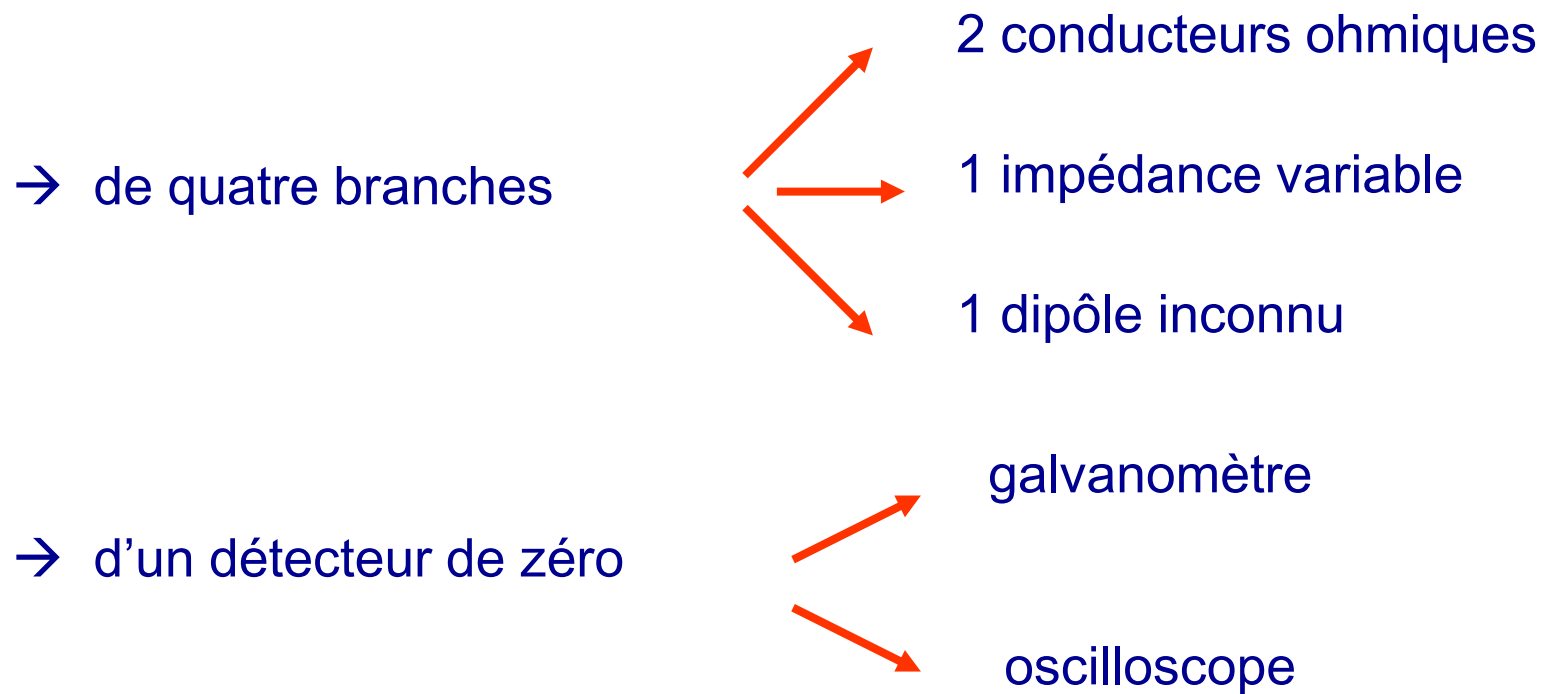 2 conducteurs ohmiques
→ de quatre branches
1 impédance variable
1 dipôle inconnu
galvanomètre
→ d'un détecteur de zéro
oscilloscope